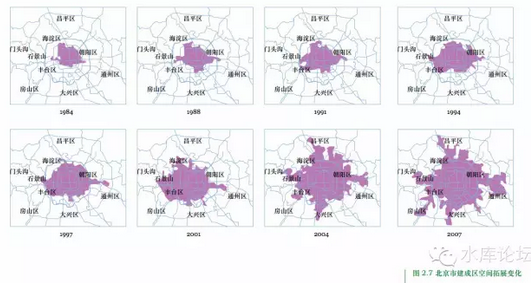 昌平区
海淀区
门头沟
石景山 朝阳区
丰台区
通州区
房山区
大兴区
1984
昌平区
海淀区
门头沟
石景山 朝阳区
丰台区
通州区
房山区
大兴区
1988
昌平区
海淀区
门头沟
石景山 朝阳区
丰台区
通州区
房山区
大兴区
1991
昌平区
海淀区
门头沟
石景山 朝阳区
丰台区
通州区
房山区
大兴区
1994
昌平区
海淀区
门头沟
石景山 朝阳区
丰台区
通州区
房山区
大兴区
1997
昌平区
海淀区
门头沟
石景山 朝阳区
丰台区
通州区
房山区
大兴区
2001
昌平区
海淀区
门头沟
石景山 朝阳区
丰台区
通州区
房山区
大兴区
2004
昌平区
海淀区
门头沟
石景山 朝阳区
丰台区
通州区
房山区
大兴区
2007
水库论坛
图 2.7 北京市建成区空间拓展变化